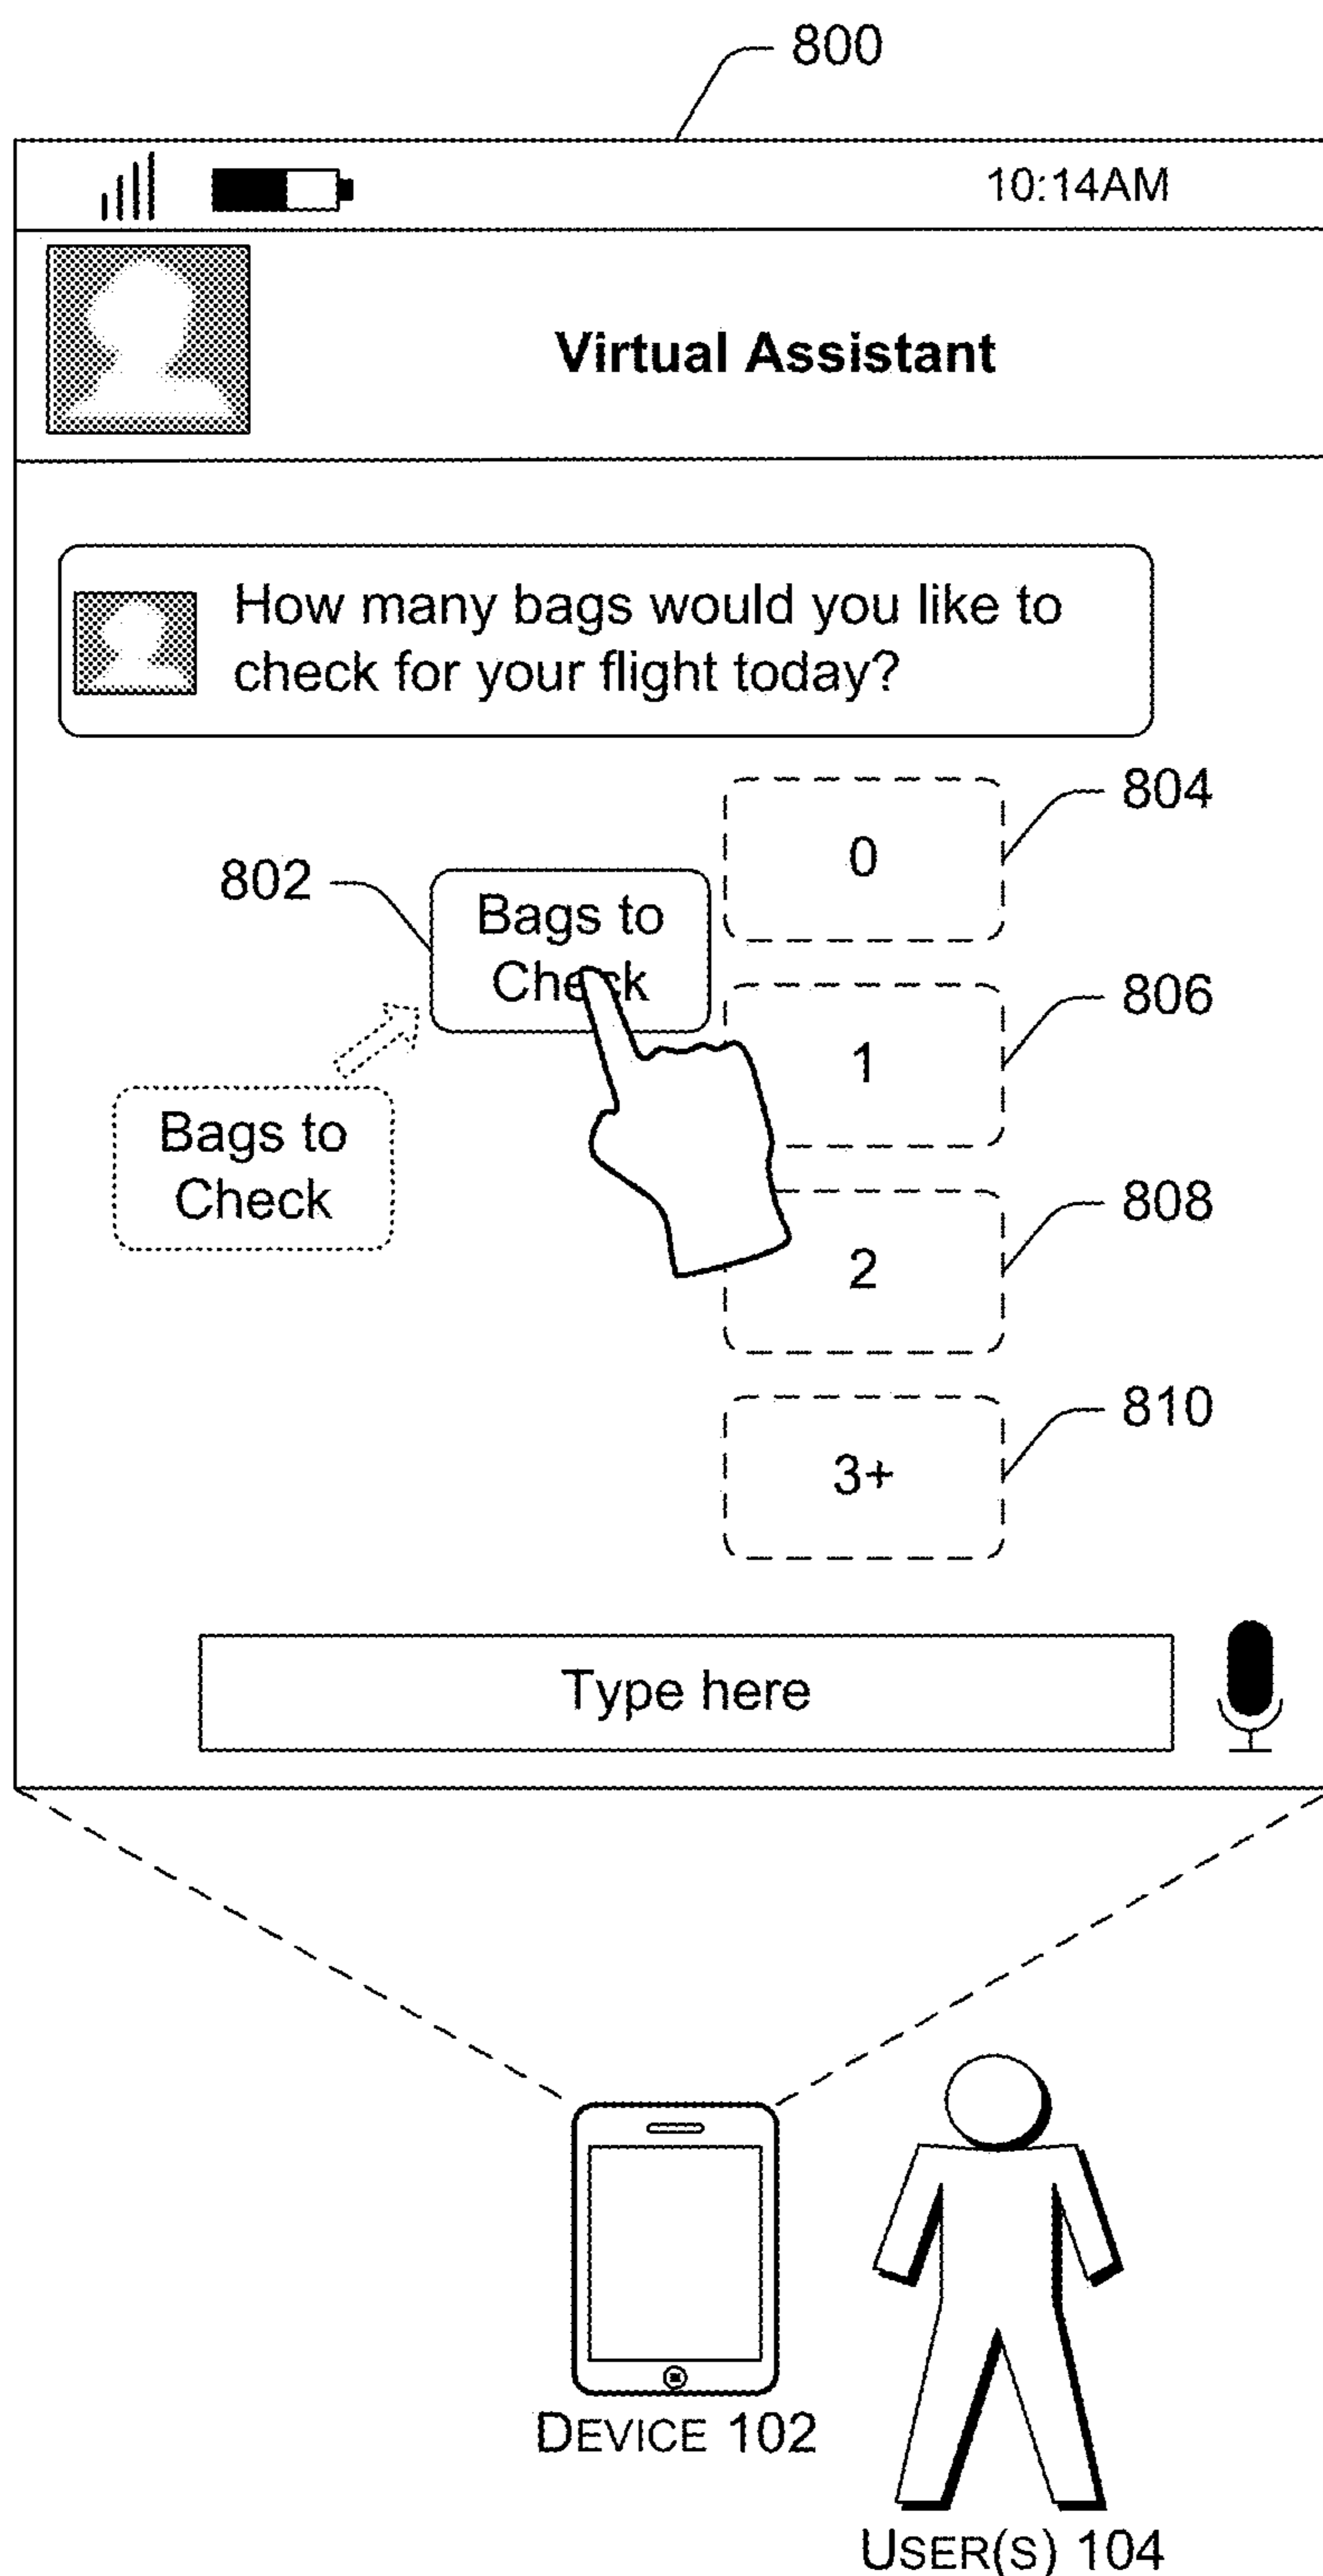 800
10:14AM
Virtual Assistant
How many bags would you like to
check for your flight today?
804
0
802
Bags to
Check
806
1
Bags to
Check
808
2
810
3+
Type here
DEVICE 102
USER(S) 104